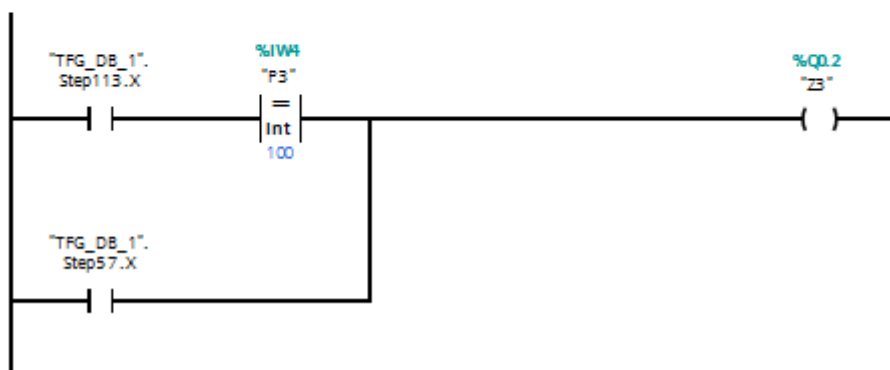 "TFG_DB_1".
Step113.X
%IW4
"P3"
=
Int
100
%Q0.2
"Z3"
"TFG_DB_1".
Step57.X